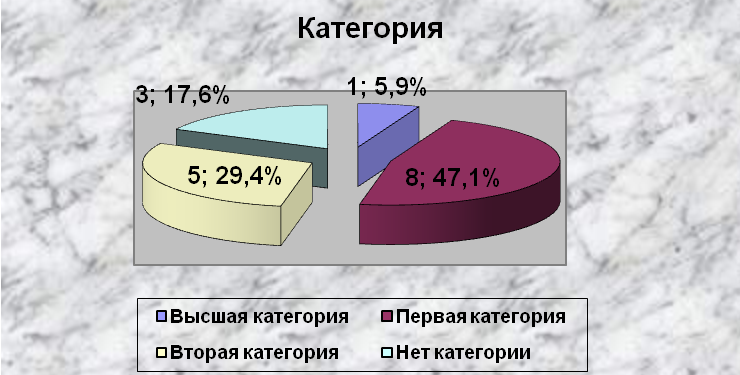 Категория
3; 17,6%
1; 5,9%
5; 29,4%
8; 47,1%
Высшая категория
Первая категория
Вторая категория
Нет категории